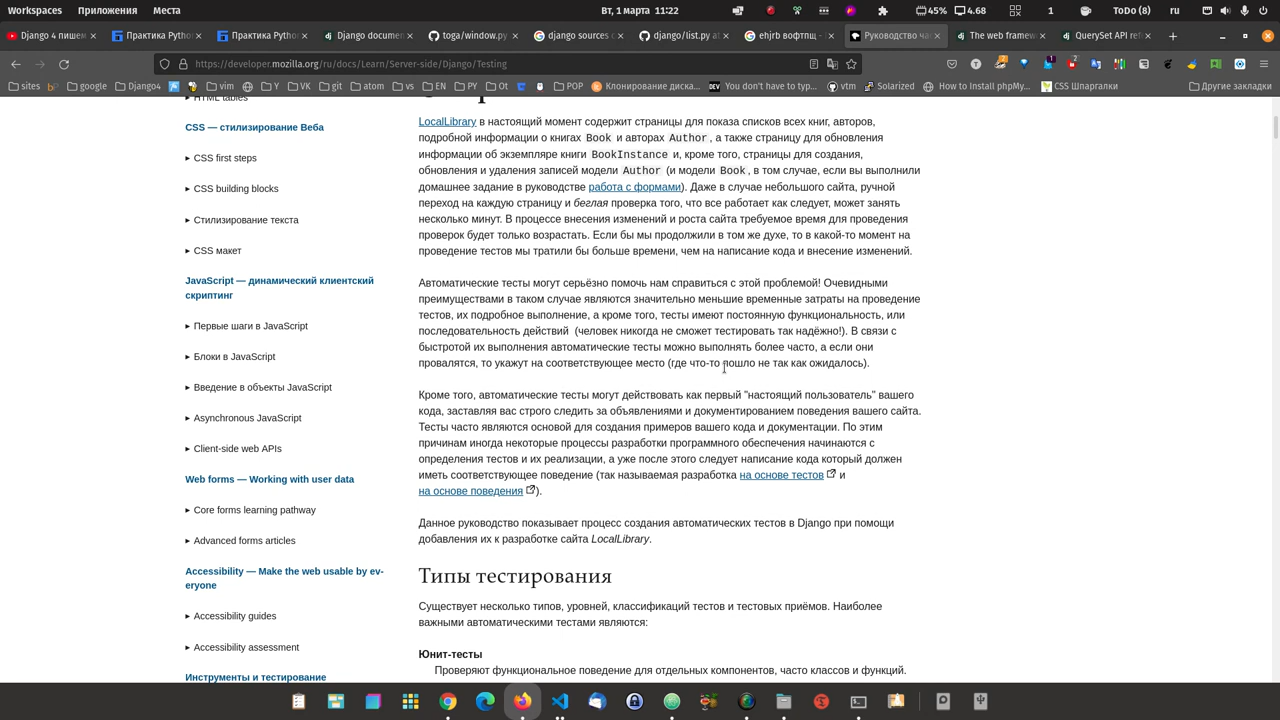 Workspaces
Приложения
Меню
Вт, 9 нояб. 11:22
us
14.68
1
126 Гб
100%
Django 4 пишем
Практика Pytho
Практика Pytho
Django documen
toga/window.py
django sources c
django/list.py at
ehjrb вофтпщ -
Руководство ча
The web framew
QuerySet API ref
https://developer.mozilla.org/ru/docs/Learn/Server-side/Django/Testing
sites
google
Django4
vim
Y
VK
git
atom
vs
EN
PY
Ot
POP
Клонирование диска...
You don't have to typ...
vtm
Solarized
How to Install phpMy...
CSS Шпаргалки
Другие закладки
HTML tables
CSS — стилизирование Веба
CSS first steps
CSS building blocks
Стилизирование текста
CSS макет
JavaScript — динамический клиентский
скриптинг
Первые шаги в JavaScript
Блоки в JavaScript
Введение в объекты JavaScript
Asynchronous JavaScript
Client-side web APIs
Web forms — Working with user data
Core forms learning pathway
Advanced forms articles
Accessibility — Make the web usable by ev-
eryone
Accessibility guides
Accessibility assessment
Инструменты и тестирование
LocalLibrary в настоящий момент содержит страницы для показа списков всех книг, авторов,
подробной информации о книгах Book и авторах Author, а также страницу для обновления
информации об экземпляре книги BookInstance и, кроме того, страницы для создания,
обновления и удаления записей модели Author (и модели Book, в том случае, если вы выполнили
домашнее задание в руководстве работа с формами). Даже в случае небольшого сайта, ручной
переход на каждую страницу и беглая проверка того, что все работает как следует, может занять
несколько минут. В процессе внесения изменений и роста сайта требуемое время для проведения
проверок будет только возрастать. Если бы мы продолжили в том же духе, то в какой-то момент на
проведение тестов мы тратили бы больше времени, чем на написание кода и внесение изменений.
Автоматические тесты могут серьёзно помочь нам справиться с этой проблемой! Очевидными
преимуществами в таком случае являются значительно меньшие временные затраты на проведение
тестов, их подробное выполнение, а кроме того, тесты имеют постоянную функциональность, или
последовательность действий (человек никогда не сможет тестировать так надёжно!). В связи с
быстротой их выполнения автоматические тесты можно выполнять более часто, а если они
провалятся, то укажут на соответствующее место (где что-то пошло не так как ожидалось).
Кроме того, автоматические тесты могут действовать как первый "настоящий пользователь" вашего
кода, заставляя вас строго следить за объявлениями и документированием поведения вашего сайта.
Тесты часто являются основой для создания примеров вашего кода и документации. По этим
причинам иногда некоторые процессы разработки программного обеспечения начинаются с
определения тестов и их реализации, а уже после этого следует написание кода который должен
иметь соответствующее поведение (так называемая разработка на основе тестов и
на основе поведения).
Данное руководство показывает процесс создания автоматических тестов в Django при помощи
добавления их к разработке сайта LocalLibrary.
Типы тестирования
Существует несколько типов, уровней, классификаций тестов и тестовых приёмов. Наиболее
важными автоматическими тестами являются:
Юнит-тесты
Проверяют функциональное поведение для отдельных компонентов, часто классов и функций.